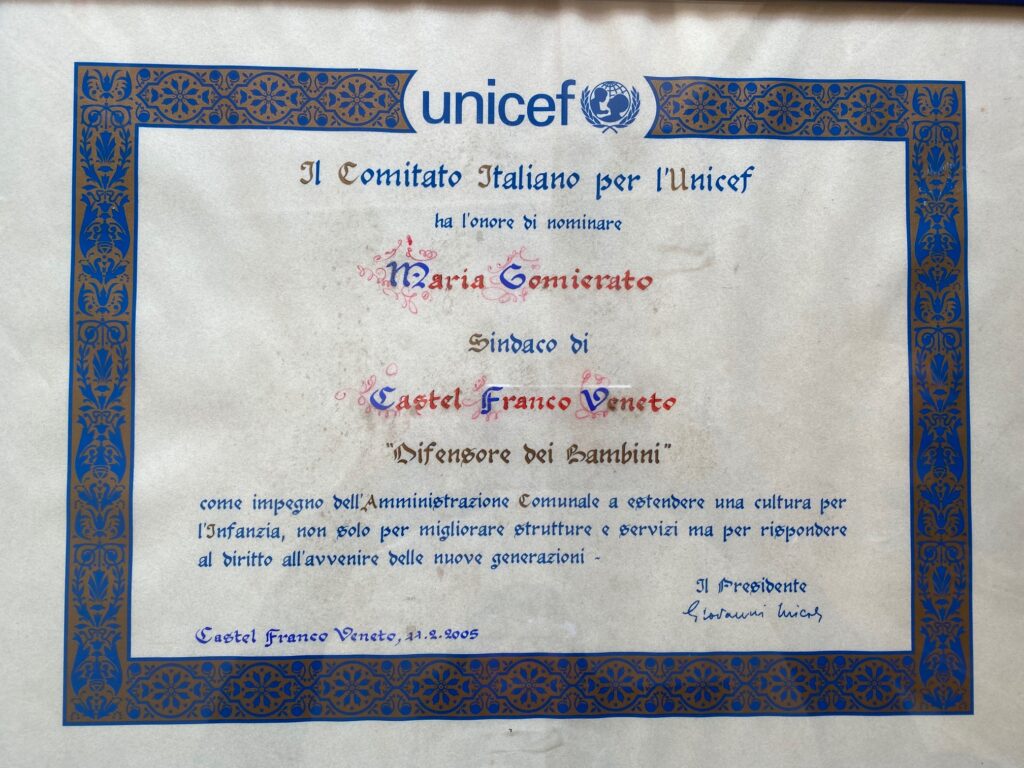 unicef
Il Comitato Italiano per l'Unicef
ha l'onore di nominare
Maria Gomierato
Sindaco di
Castel Franco Veneto
"Difensore dei Bambini"
come impegno dell'Amministrazione Comunale a estendere una cultura per
l'Infanzia, non solo per migliorare strutture e servizi ma per rispondere
al diritto all'avvenire delle nuove generazioni -
Il Presidente
Giovanni Micali
Castel Franco Veneto, 11.2.2005